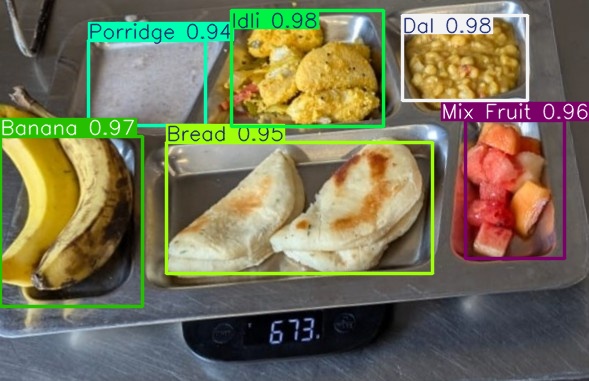 Porridge 0.94
Idli 0.98
Dal 0.98
Mix Fruit 0.96
Banana 0.97
Bread 0.95
673.